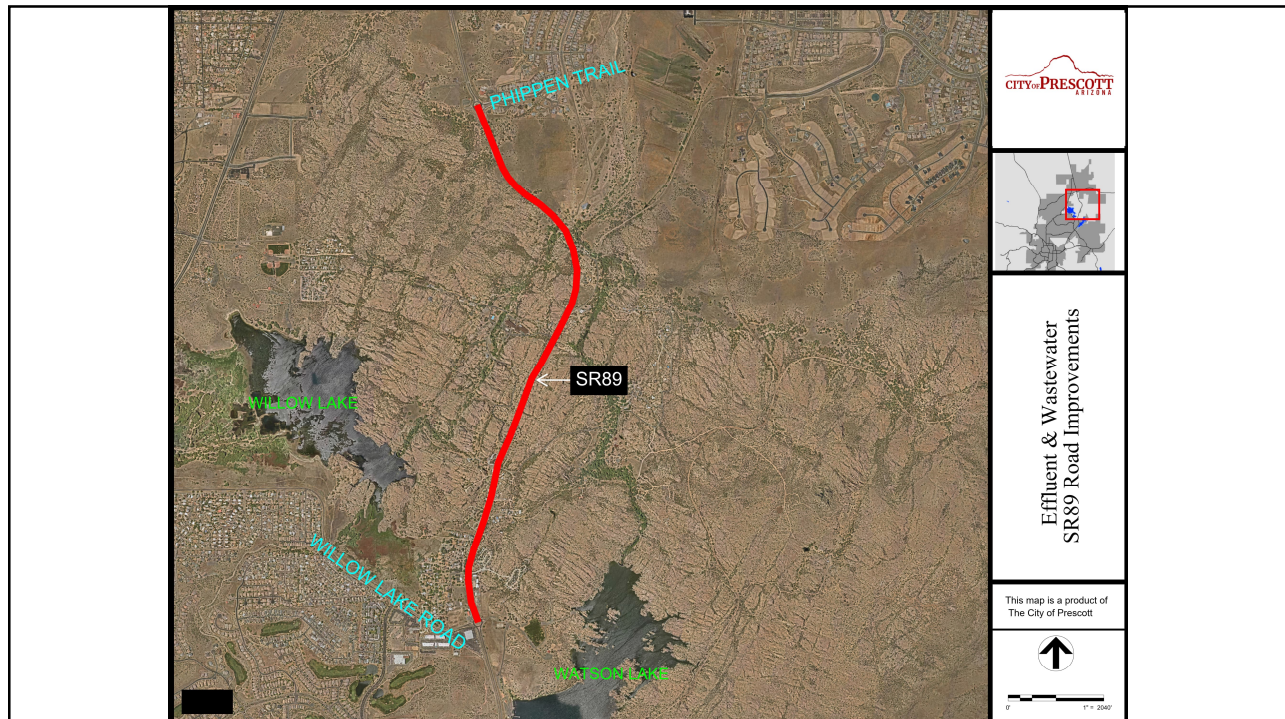 PHIPPEN TRAIL
SR89
WILLOW LAKE
WILLOW LAKE ROAD
WATSON LAKE
CITY OF PRESCOTT
ARIZONA
Effluent & Wastewater
SR89 Road Improvements
This map is a product of
The City of Prescott
0' 1" = 2040'